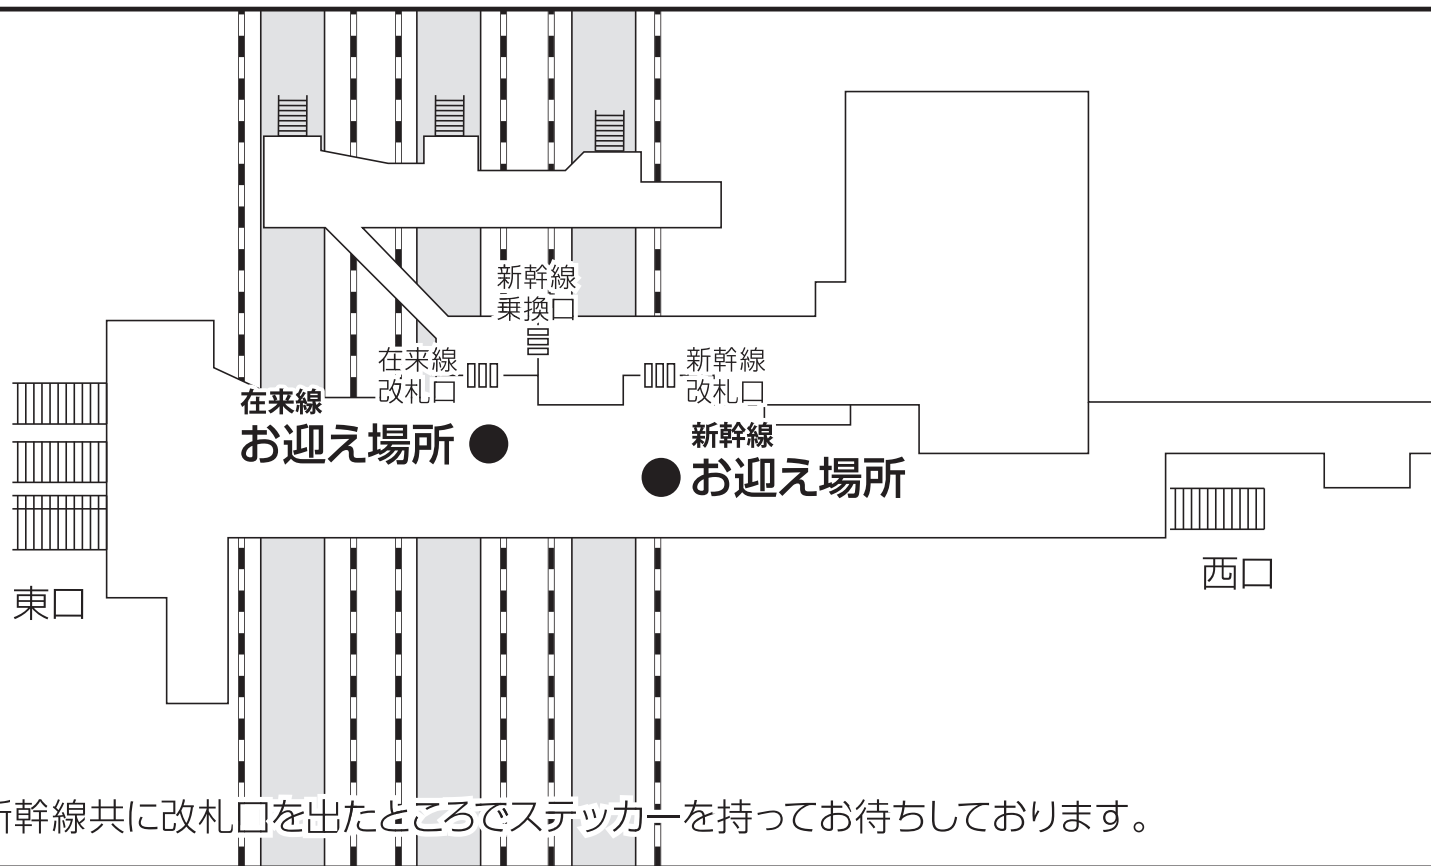 新幹線
乗換口
在来線
改札口
新幹線
改札口
在来線
お迎え場所
新幹線
お迎え場所
東口
西口
幹線共に改札口を出たところでステッカーを持ってお待ちしております。